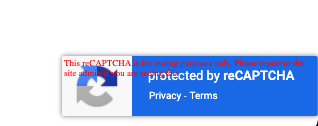 This reCAPTCHA is for testing purposes only. Please report to the
site admin if you are seeing this.
protected by reCAPTCHA
Privacy - Terms